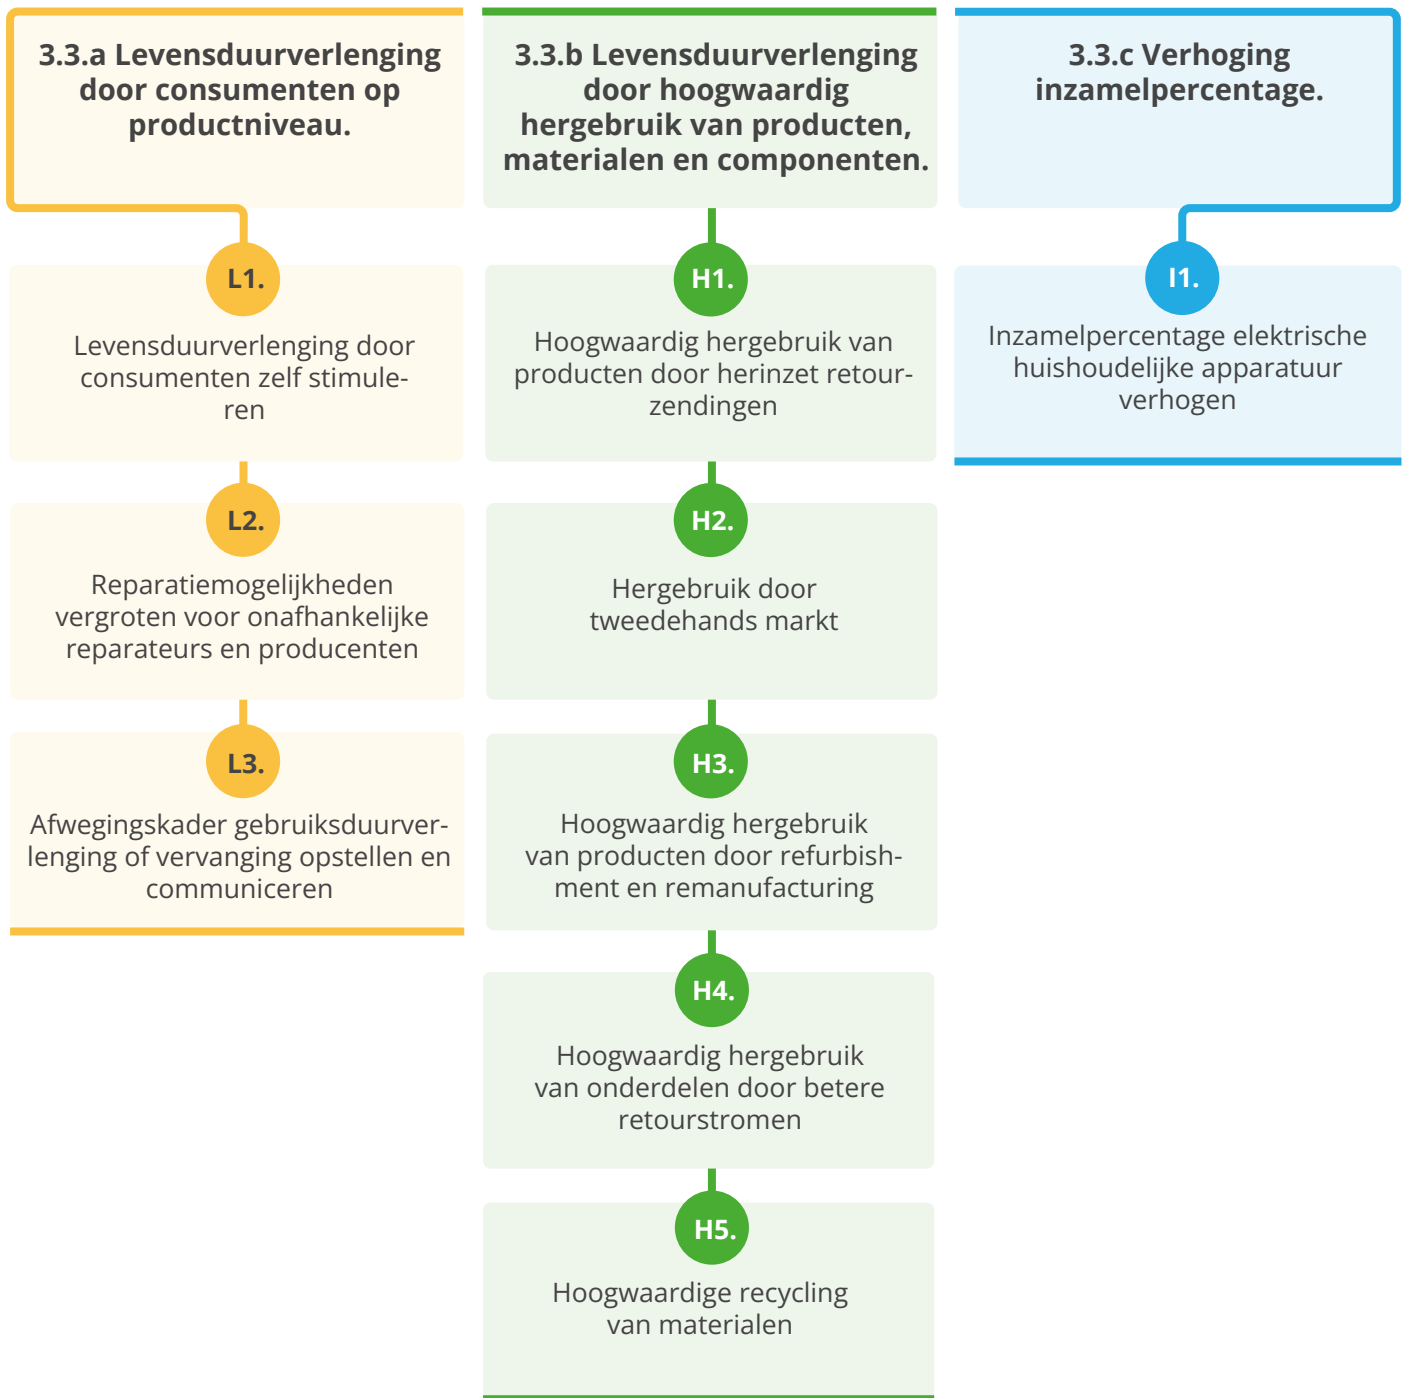 3.3.a Levensduurverlenging
door consumenten op
productniveau.
L1.
Levensduurverlenging door
consumenten zelf stimule-
ren
L2.
Reparatiemogelijkheden
vergroten voor onafhankelijke
reparateurs en producenten
L3.
Afwegingskader gebruiksduurver-
lenging of vervanging opstellen en
communiceren
3.3.b Levensduurverlenging
door hoogwaardig
hergebruik van producten,
materialen en componenten.
H1.
Hoogwaardig hergebruik van
producten door herinzet retour-
zendingen
H2.
Hergebruik door
tweedehands markt
H3.
Hoogwaardig hergebruik
van producten door refurbish-
ment en remanufacturing
H4.
Hoogwaardig hergebruik
van onderdelen door betere
retourstromen
H5.
Hoogwaardige recycling
van materialen
3.3.c Verhoging
inzamelpercentage.
I1.
Inzamelpercentage elektrische
huishoudelijke apparatuur
verhogen